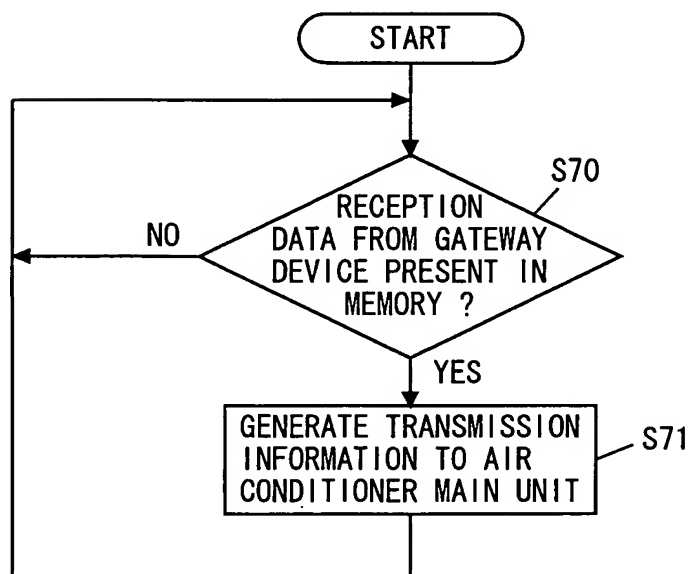 START
S70
RECEPTION
DATA FROM GATEWAY
DEVICE PRESENT IN
MEMORY ?
NO
YES
GENERATE TRANSMISSION
INFORMATION TO AIR
CONDITIONER MAIN UNIT
S71